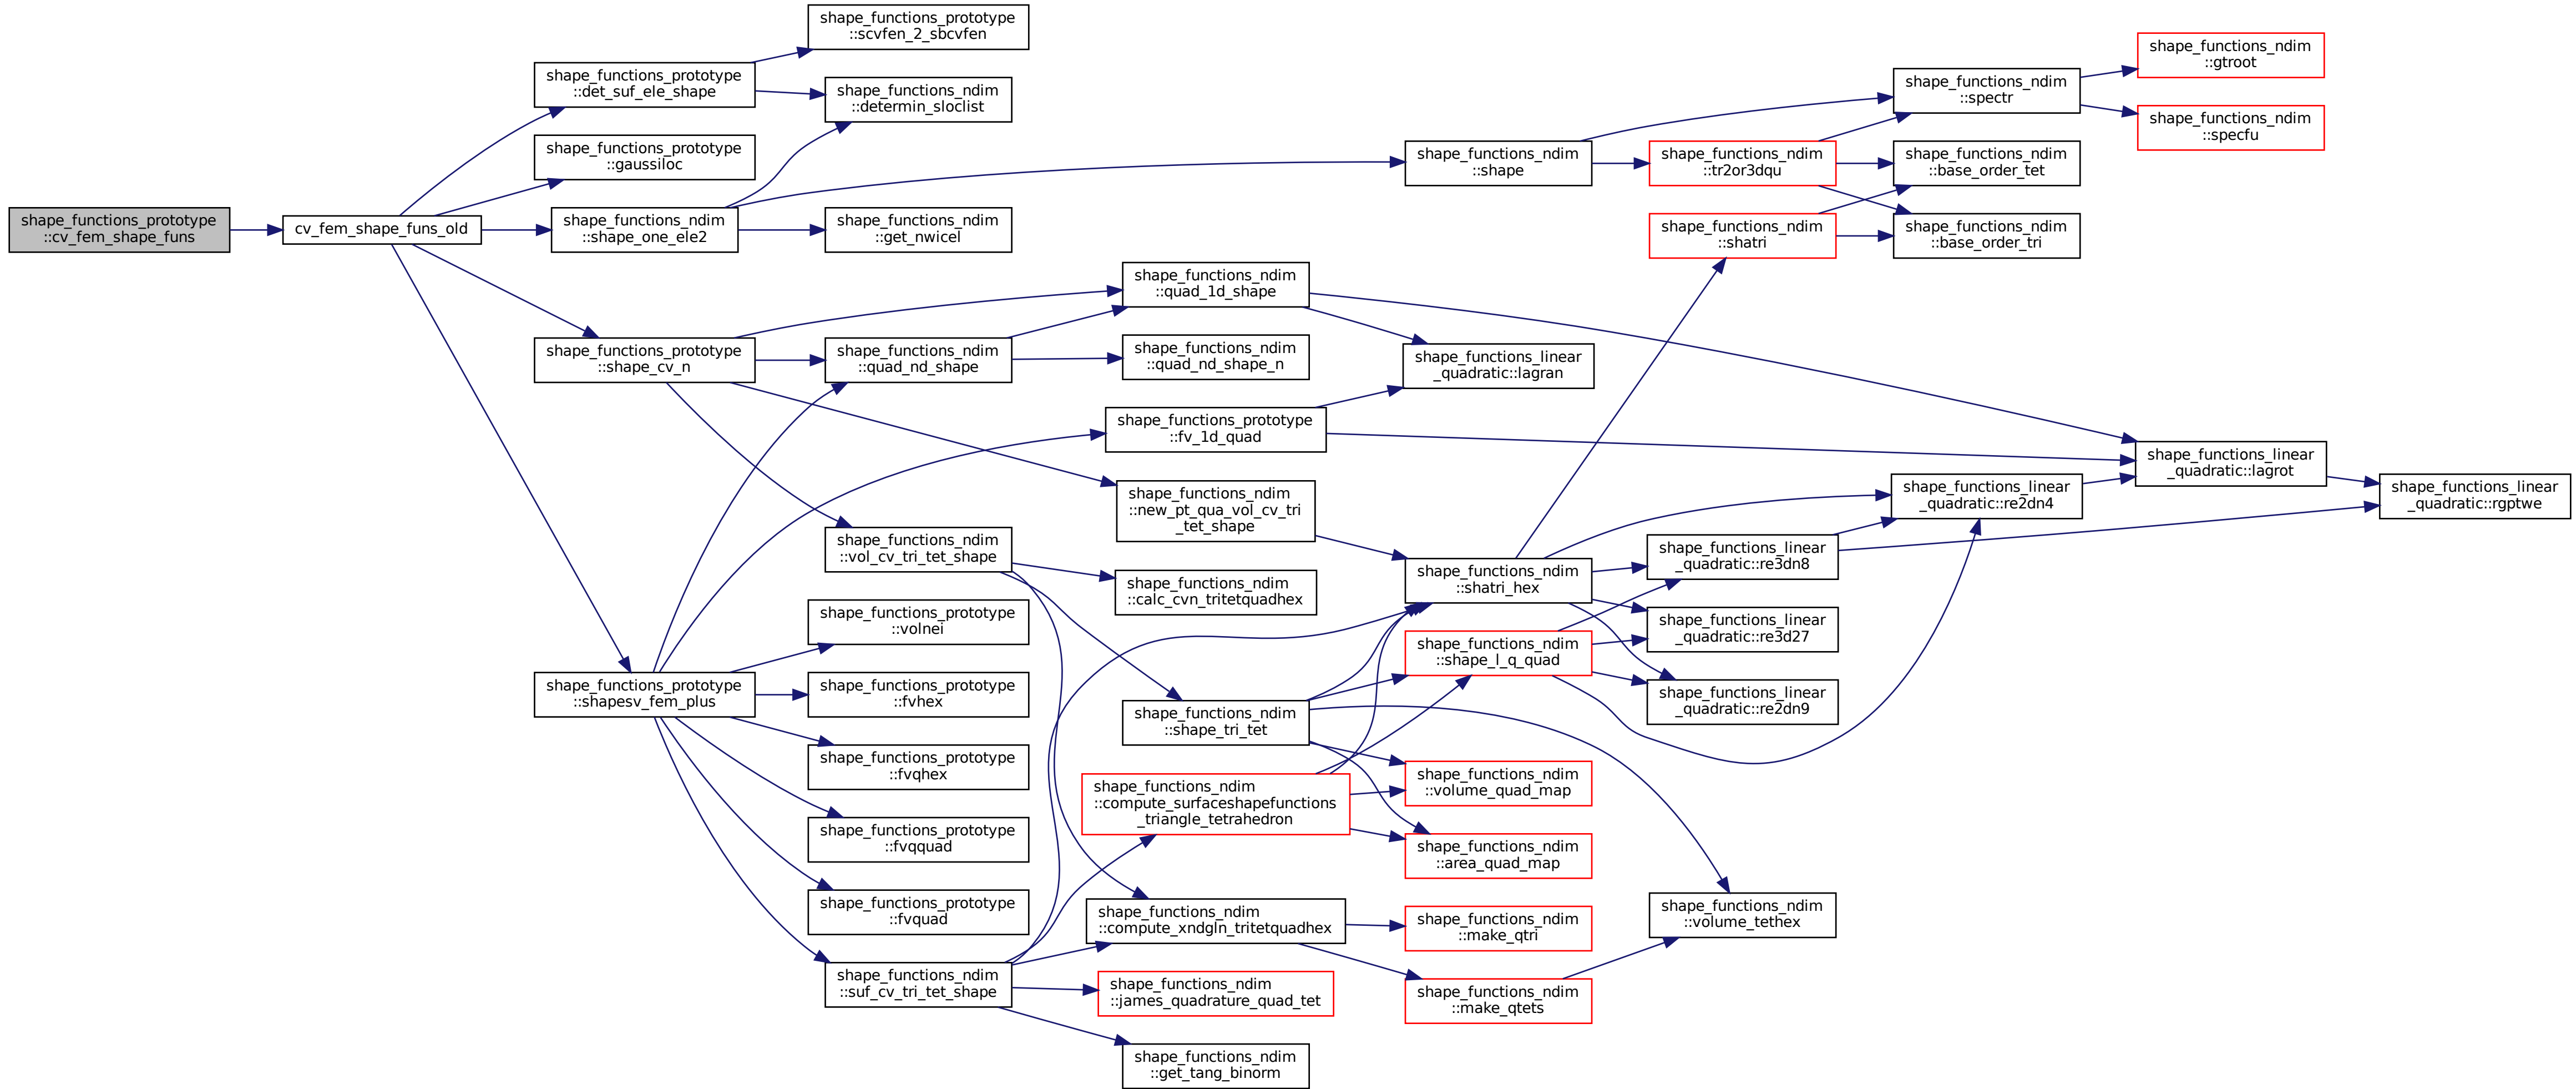 shape_functions_prototype
::cv_fem_shape_funs
cv_fem_shape_funs_old
shape_functions_prototype
::det_suf_ele_shape
shape_functions_prototype
::gaussiloc
shape_functions_ndim
::shape_one_ele2
shape_functions_prototype
::shape_cv_n
shape_functions_prototype
::shapesv_fem_plus
shape_functions_prototype
::scvfen_2_sbcvfen
shape_functions_ndim
::determin_sloclist
shape_functions_ndim
::get_nwicel
shape_functions_ndim
::quad_nd_shape
shape_functions_ndim
::vol_cv_tri_tet_shape
shape_functions_prototype
::volnei
shape_functions_prototype
::fvhex
shape_functions_prototype
::fvqhex
shape_functions_prototype
::fvqquad
shape_functions_prototype
::fvquad
shape_functions_ndim
::suf_cv_tri_tet_shape
shape_functions_ndim
::quad_1d_shape
shape_functions_ndim
::quad_nd_shape_n
shape_functions_prototype
::fv_1d_quad
shape_functions_ndim
::new_pt_qua_vol_cv_tri
_tet_shape
shape_functions_ndim
::calc_cvn_tritetquadhex
shape_functions_ndim
::shape_tri_tet
shape_functions_ndim
::compute_surfaceshapefunctions
_triangle_tetrahedron
shape_functions_ndim
::compute_xndgln_tritetquadhex
shape_functions_ndim
::james_quadrature_quad_tet
shape_functions_ndim
::get_tang_binorm
shape_functions_ndim
::shape
shape_functions_linear
_quadratic::lagran
shape_functions_ndim
::shatri_hex
shape_functions_ndim
::shape_l_q_quad
shape_functions_ndim
::volume_quad_map
shape_functions_ndim
::area_quad_map
shape_functions_ndim
::make_qtri
shape_functions_ndim
::make_qtets
shape_functions_ndim
::tr2or3dqu
shape_functions_ndim
::shatri
shape_functions_linear
_quadratic::re3dn8
shape_functions_linear
_quadratic::re3d27
shape_functions_linear
_quadratic::re2dn9
shape_functions_ndim
::volume_tethex
shape_functions_ndim
::spectr
shape_functions_ndim
::base_order_tet
shape_functions_ndim
::base_order_tri
shape_functions_linear
_quadratic::re2dn4
shape_functions_ndim
::gtroot
shape_functions_ndim
::specfu
shape_functions_linear
_quadratic::lagrot
shape_functions_linear
_quadratic::rgptwe